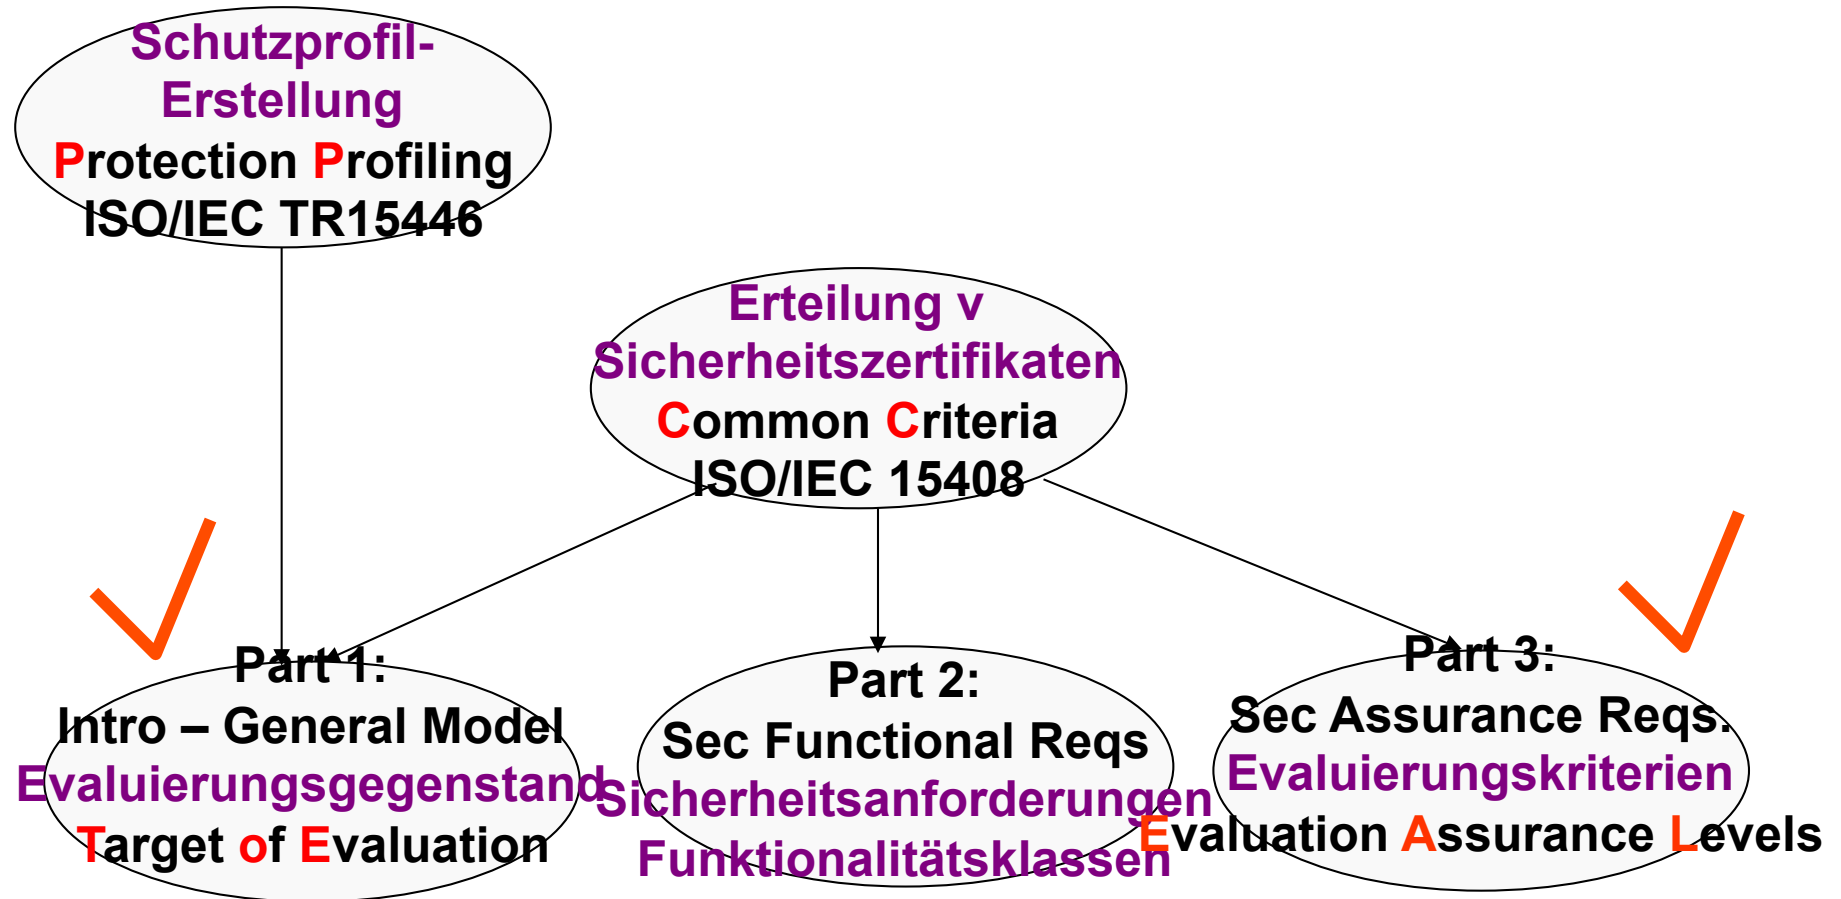 Schutzprofil-
Erstellung
Protection Profiling
ISO/IEC TR15446
Erteilung v
Sicherheitszertifikaten
Common Criteria
ISO/IEC 15408
Part 1:
Intro – General Model
Evaluierungsgegenstand
Target of Evaluation
Part 2:
Sec Functional Reqs
Sicherheitsanforderungen
Funktionalitätsklassen
Part 3:
Sec Assurance Reqs.
Evaluierungskriterien
Evaluation Assurance Levels